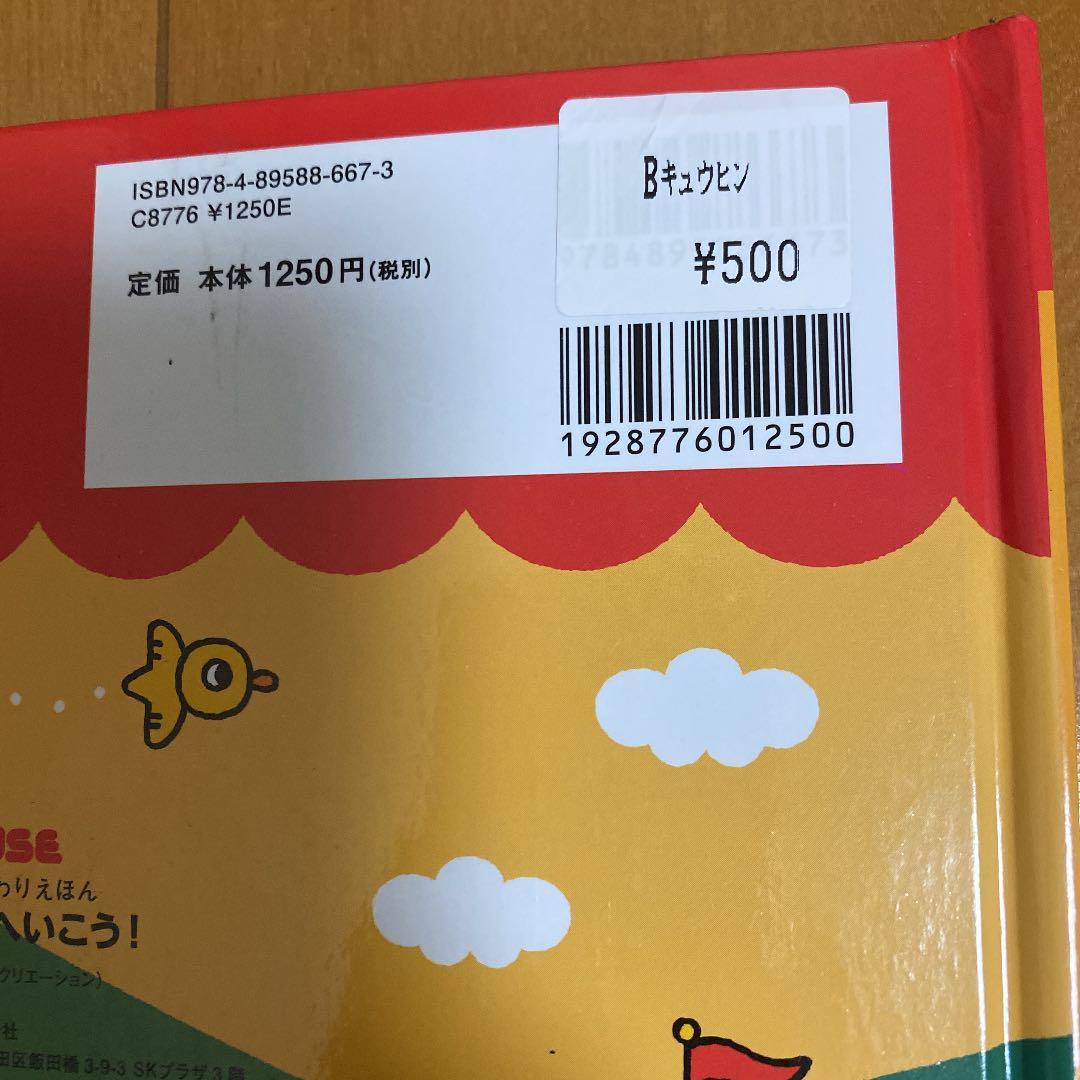 ISBN978-4-89588-667-3
C8776 ¥1250E
定価 本体1250円(税別)
Bキュウヒン
¥500
1928776012500
USE
わりえほん
へいこう!
クリエーション)
社
田区飯田橋 3-9-3 SKプラザ 3階